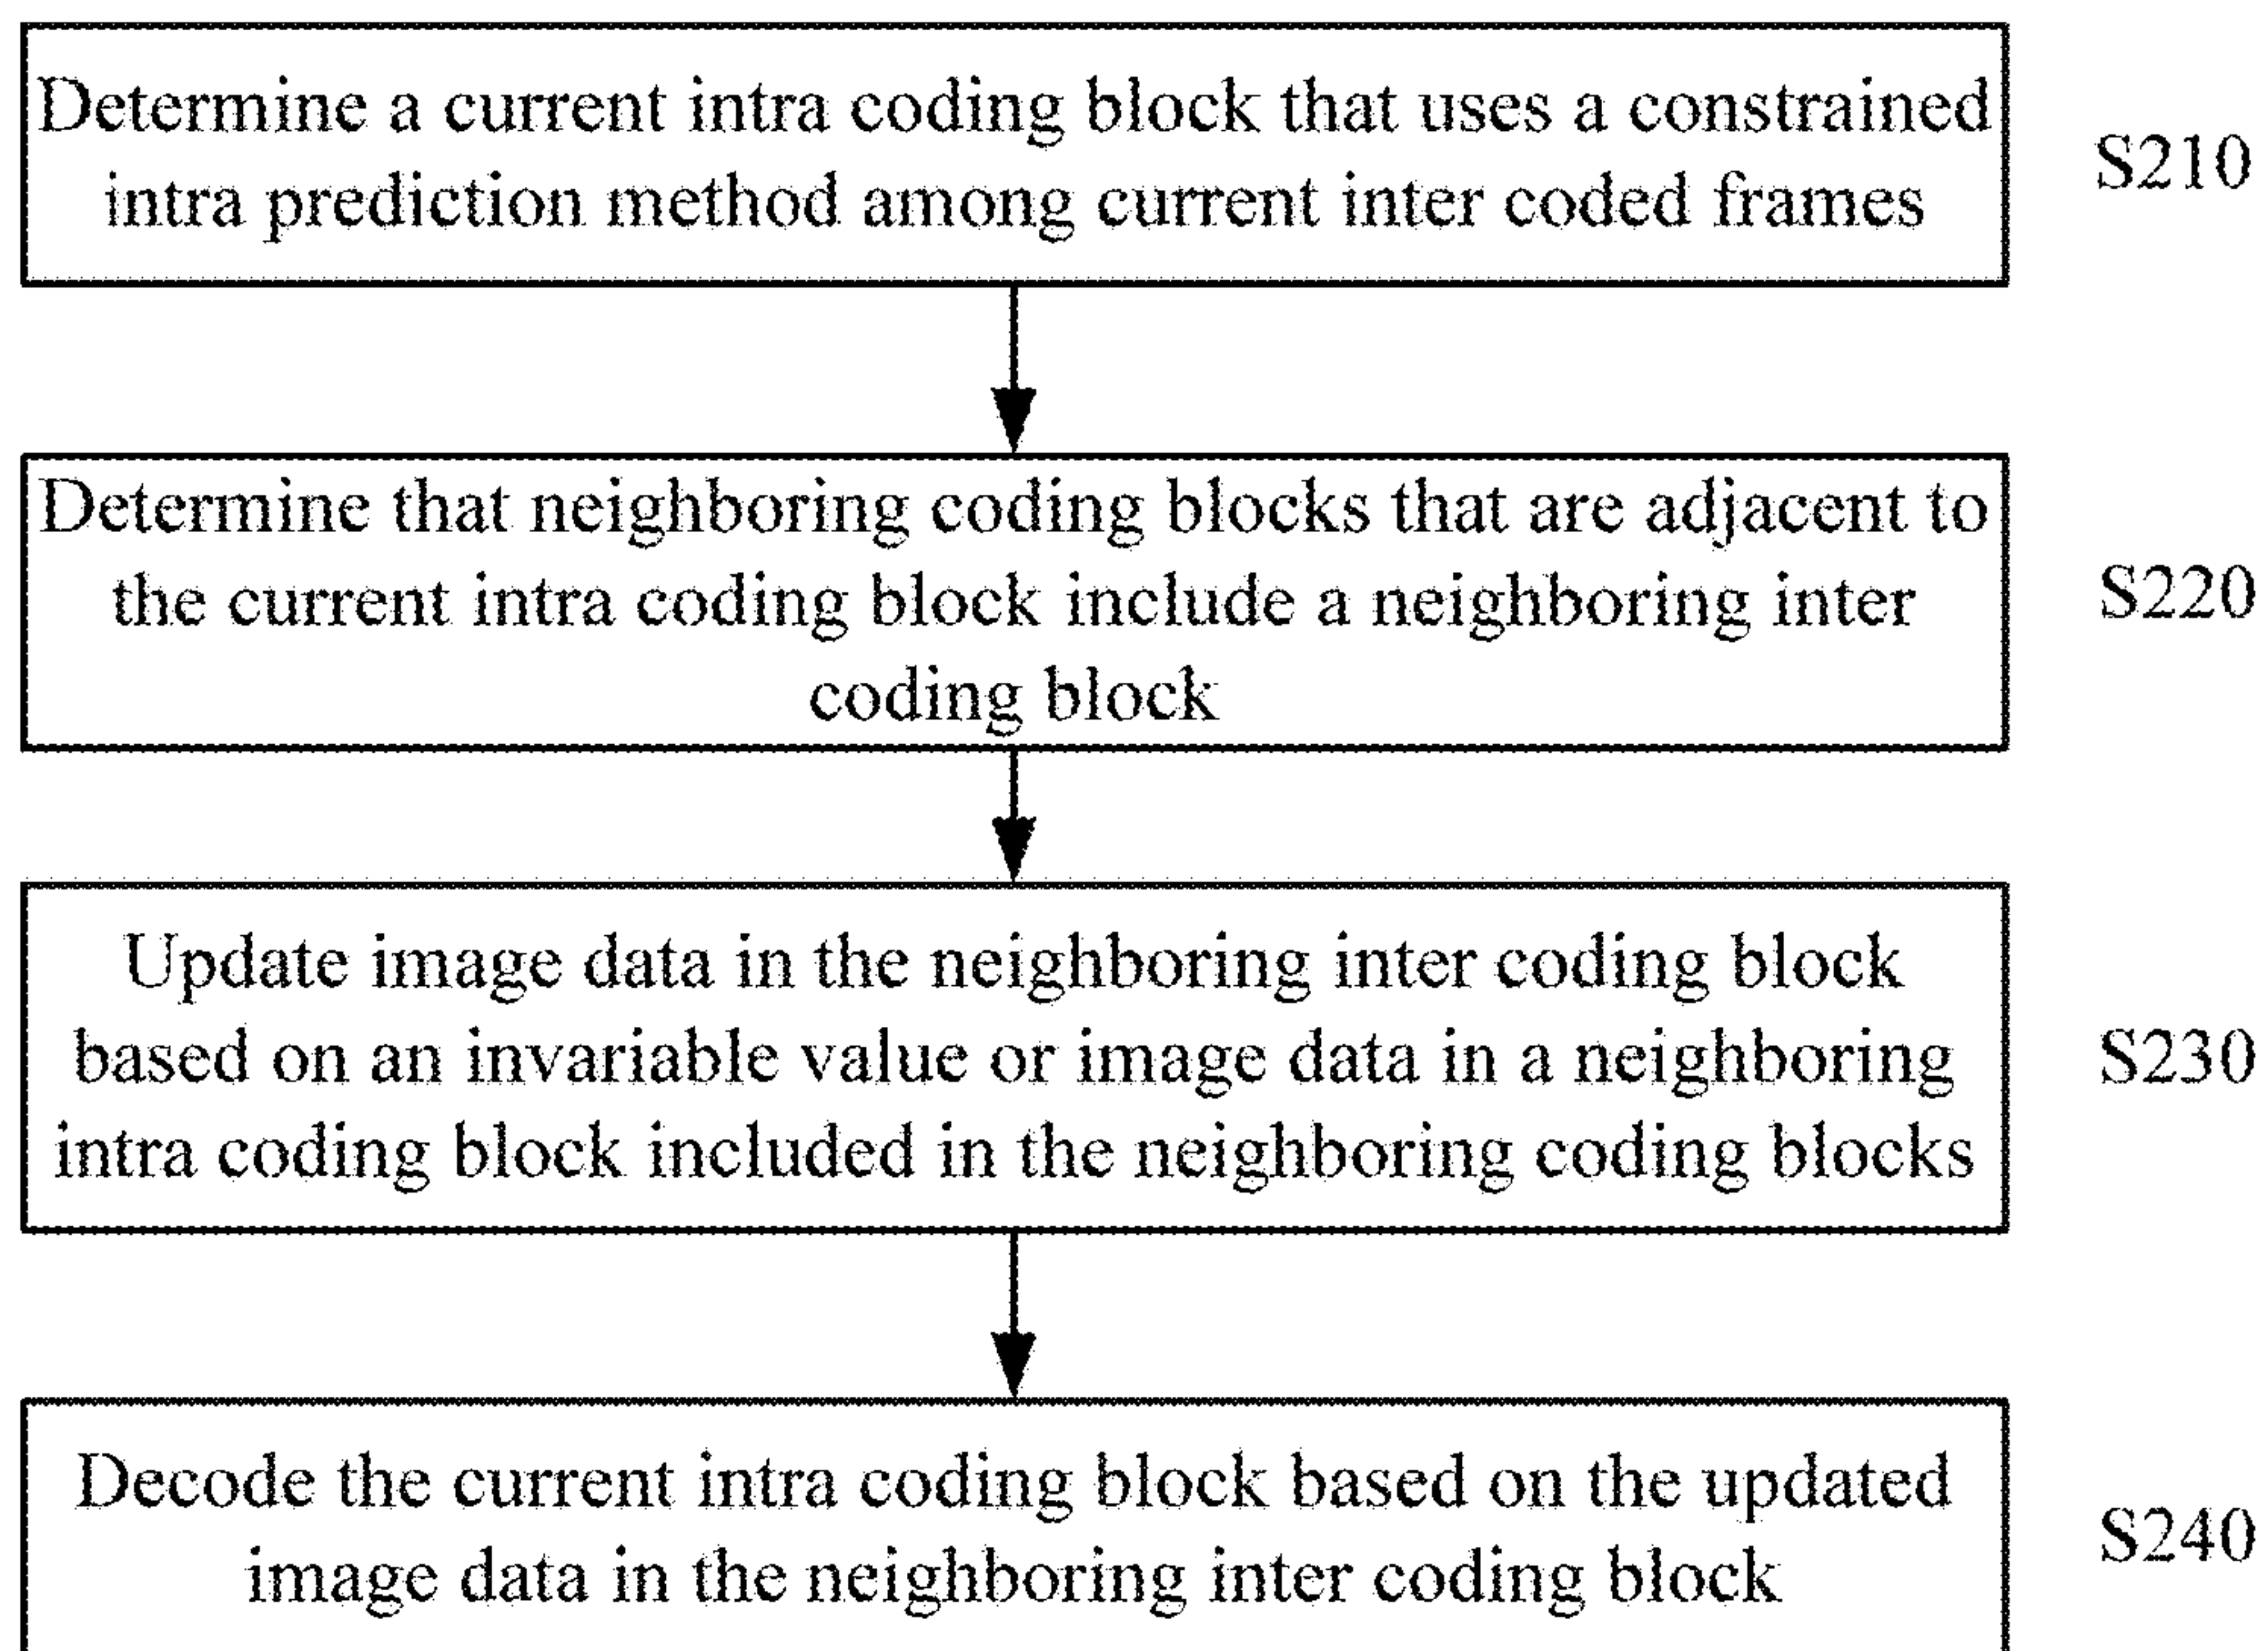 Determine a current intra coding block that uses a constrained
intra prediction method among current inter coded frames
S210
Determine that neighboring coding blocks that are adjacent to
the current intra coding block include a neighboring inter
coding block
S220
Update image data in the neighboring inter coding block
based on an invariable value or image data in a neighboring
intra coding block included in the neighboring coding blocks
S230
Decode the current intra coding block based on the updated
image data in the neighboring inter coding block
S240